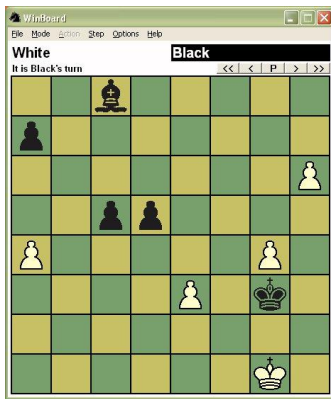 WinBoard
File Mode Action Step Options Help
White Black
It is Black's turn << < P > >>